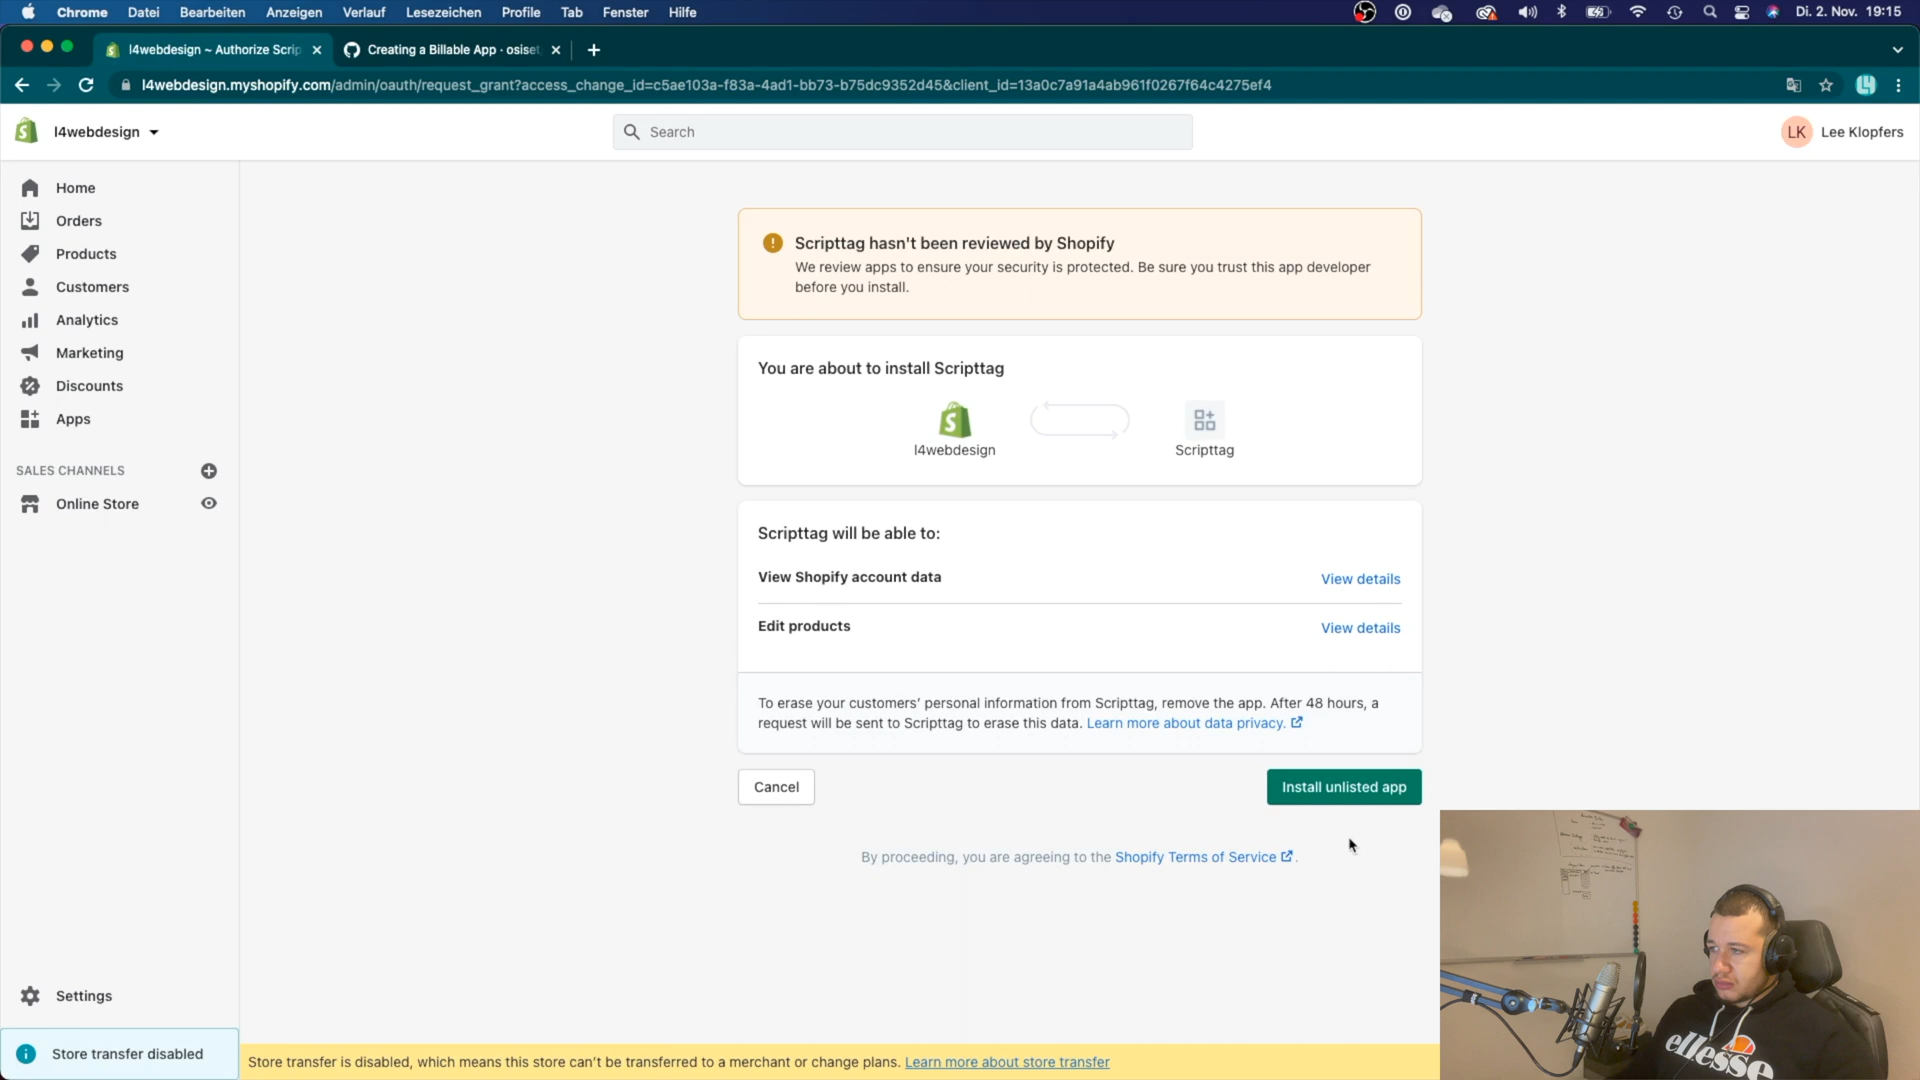 Chrome Datei Bearbeiten Anzeigen Verlauf Lesezeichen Profile Tab Fenster Hilfe Di. 2. Nov. 19:15
l4webdesign ~ Authorize Scrip
Creating a Billable App · osiset
l4webdesign.myshopify.com/admin/oauth/request_grant?access_change_id=c5ae103a-f83a-4ad1-bb73-b75dc9352d45&client_id=13a0c7a91a4ab961f0267f64c4275ef4
l4webdesign
Search
LK Lee Klopfers
Home
Orders
Products
Customers
Analytics
Marketing
Discounts
Apps
SALES CHANNELS
Online Store
Settings
Store transfer disabled
Scripttag hasn't been reviewed by Shopify
We review apps to ensure your security is protected. Be sure you trust this app developer
before you install.
You are about to install Scripttag
l4webdesign
Scripttag
Scripttag will be able to:
View Shopify account data View details
Edit products View details
To erase your customers’ personal information from Scripttag, remove the app. After 48 hours, a
request will be sent to Scripttag to erase this data. Learn more about data privacy.
Cancel
Install unlisted app
By proceeding, you are agreeing to the Shopify Terms of Service.
Store transfer is disabled, which means this store can’t be transferred to a merchant or change plans. Learn more about store transfer
ellesse